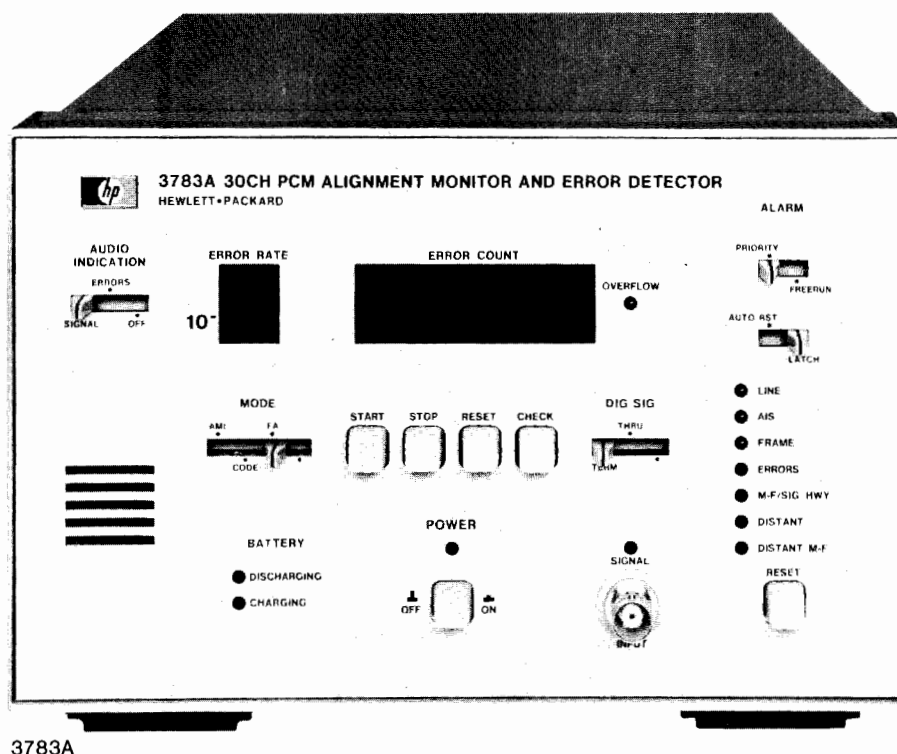 hp
3783A 30CH PCM ALIGNMENT MONITOR AND ERROR DETECTOR
HEWLETT•PACKARD
ALARM
AUDIO
INDICATION
ERRORS
SIGNAL
OFF
ERROR RATE
10-
ERROR COUNT
OVERFLOW
PRIORITY
FREERUN
AUTO RST
LATCH
LINE
AIS
FRAME
ERRORS
M-F/SIG HWY
DISTANT
DISTANT M-F
RESET
MODE
AMI
FA
CODE
START
STOP
RESET
CHECK
DIG SIG
THRU
TERM
BATTERY
DISCHARGING
CHARGING
POWER
OFF
ON
SIGNAL
INPUT
3783A